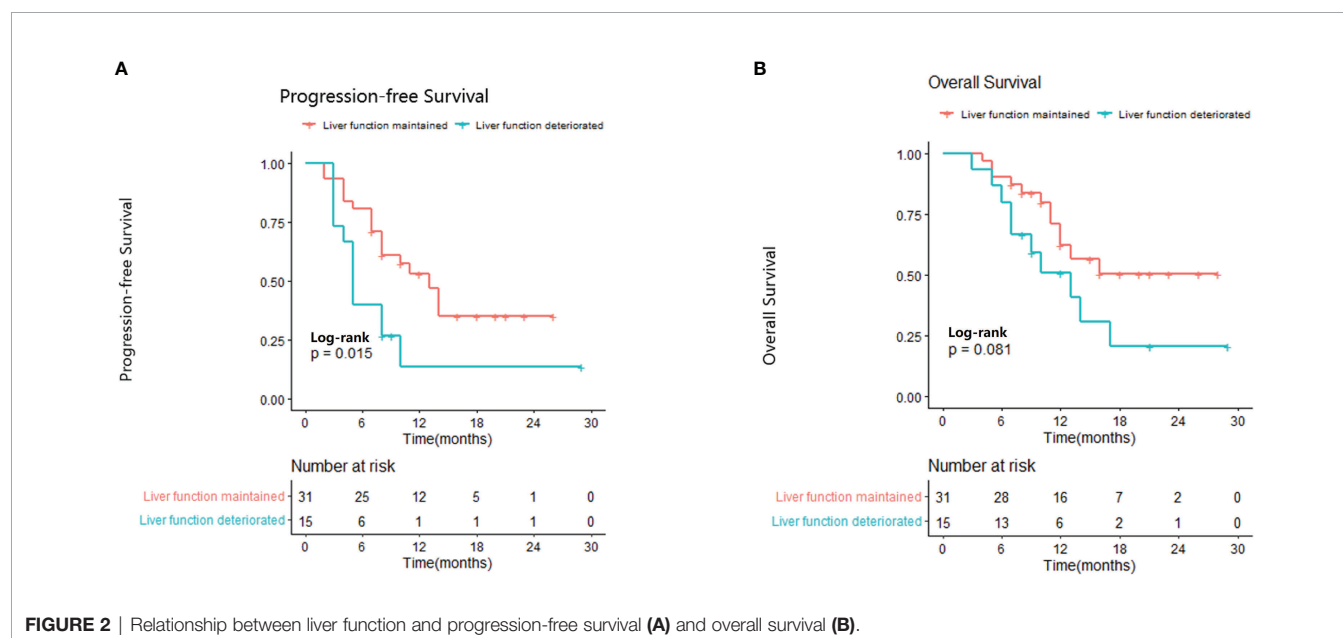 A
Progression-free Survival
Liver function maintained Liver function deteriorated
Progression-free Survival
1.00
0.75
0.50
0.25
0.00
Log-rank
p = 0.015
0 6 12 18 24 30
Time(months)
Number at risk
Liver function maintained 31 25 12 5 1 0
Liver function deteriorated 15 6 1 1 1 0
0 6 12 18 24 30
Time(months)
B
Overall Survival
Liver function maintained Liver function deteriorated
Overall Survival
1.00
0.75
0.50
0.25
0.00
Log-rank
p = 0.081
0 6 12 18 24 30
Time(months)
Number at risk
Liver function maintained 31 28 16 7 2 0
Liver function deteriorated 15 13 6 2 1 0
0 6 12 18 24 30
Time(months)
FIGURE 2 | Relationship between liver function and progression-free survival (A) and overall survival (B).